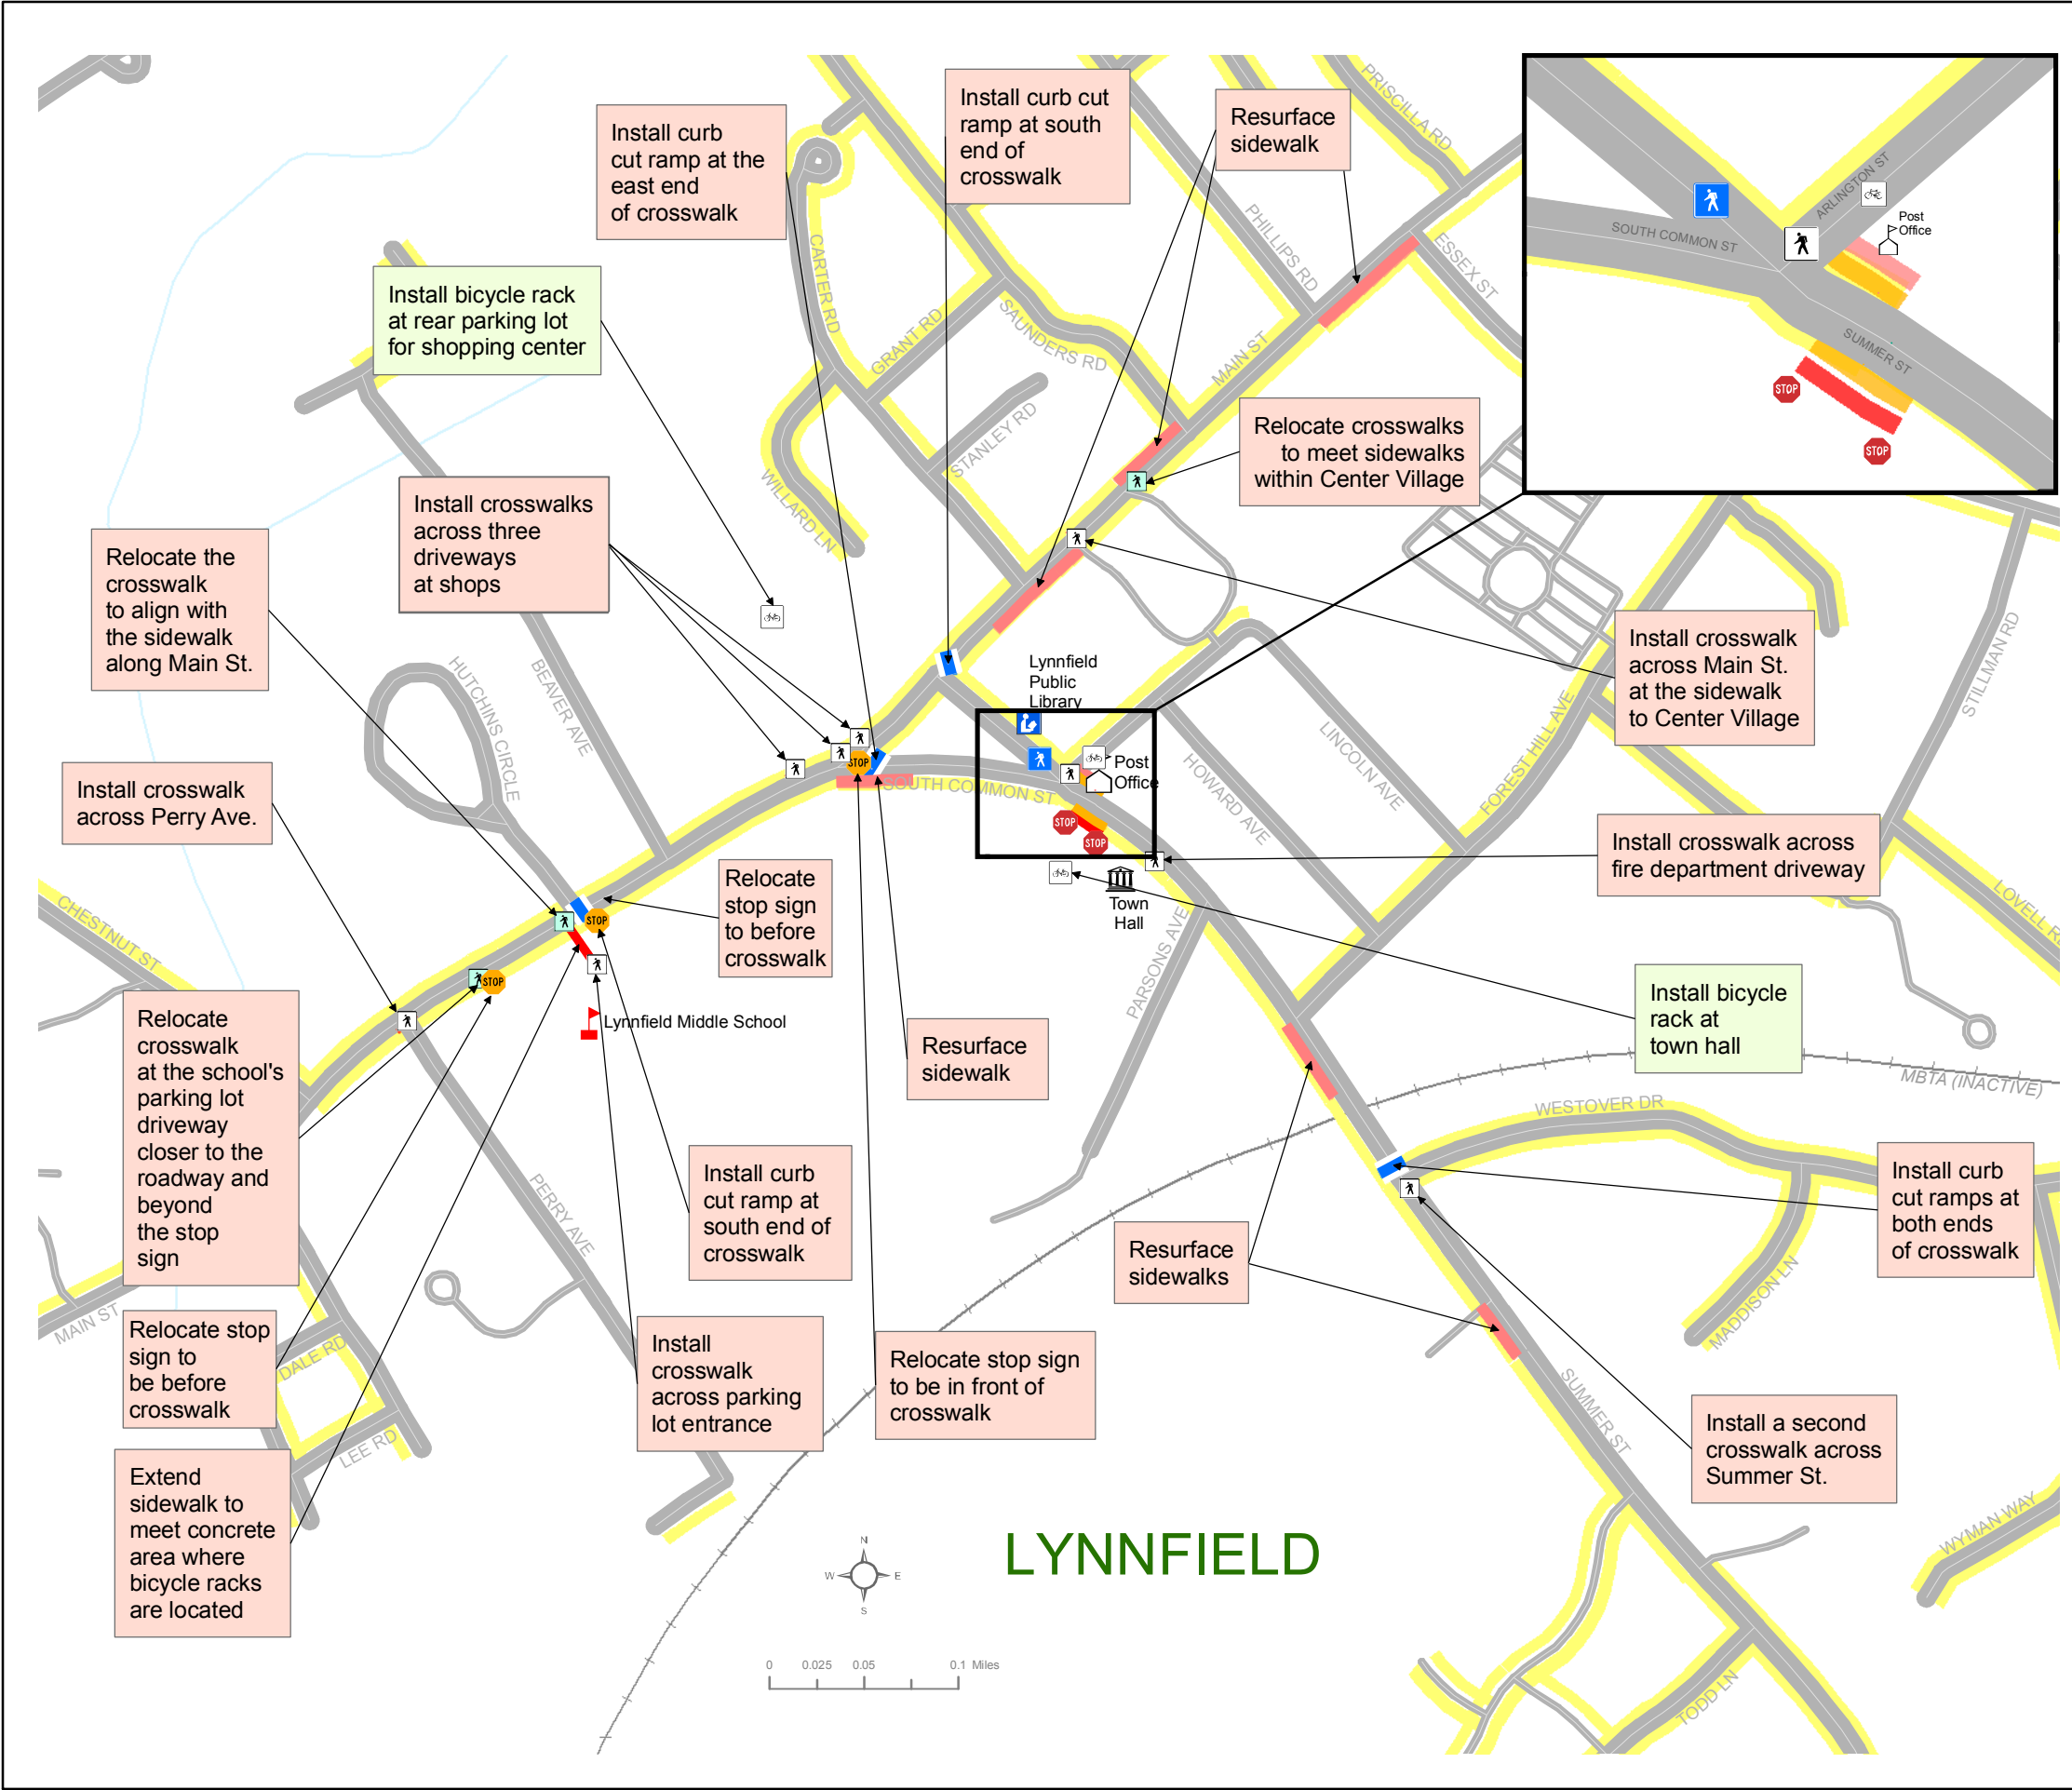 Install curb cut
ramp at south
end of
crosswalk
Resurface
sidewalk
Install curb
cut ramp at the
east end
of crosswalk
PRISCILLA RD
PHILLIPS RD
ESSEX ST
CARTER RD
GRANT RD
SAUNDERS RD
MAIN ST
STANLEY RD
WILLARD LN
ARLINGTON ST
SOUTH COMMON ST
SUMMER ST
Post
Office
STOP
STOP
Install bicycle rack
at rear parking lot
for shopping center
Relocate crosswalks
to meet sidewalks
within Center Village
Install crosswalks
across three
driveways
at shops
Relocate the
crosswalk
to align with
the sidewalk
along Main St.
Install crosswalk
across Main St.
at the sidewalk
to Center Village
HUTCHINS CIRCLE
BEAVER AVE
Lynnfield
Public
Library
STOP
SOUTH COMMON ST
Post
Office
STOP
STOP
HOWARD AVE
LINCOLN AVE
FOREST HILL AVE
STILLMAN RD
LOVELL R
Install crosswalk
across Perry Ave.
Install crosswalk across
fire department driveway
Relocate
stop sign
to before
crosswalk
Town
Hall
PARSONS AVE
CHESTNUT ST
STOP
STOP
Lynnfield Middle School
Install bicycle
rack at
town hall
MBTA (INACTIVE)
Relocate
crosswalk
at the school's
parking lot
driveway
closer to the
roadway and
beyond
the stop
sign
Resurface
sidewalk
WESTOVER DR
Install curb
cut ramp at
south end of
crosswalk
Install curb
cut ramps at
both ends
of crosswalk
PERRY AVE
Resurface
sidewalks
MADDISON LN
MAIN ST
Relocate stop
sign to
be before
crosswalk
DALE RD
LEE RD
Install
crosswalk
across parking
lot entrance
Relocate stop sign
to be in front of
crosswalk
SUMMER ST
Install a second
crosswalk across
Summer St.
Extend
sidewalk to
meet concrete
area where
bicycle racks
are located
WYMAN WAY
TODD LN
LYNNFIELD
N
W E
S
0 0.025 0.05 0.1 Miles